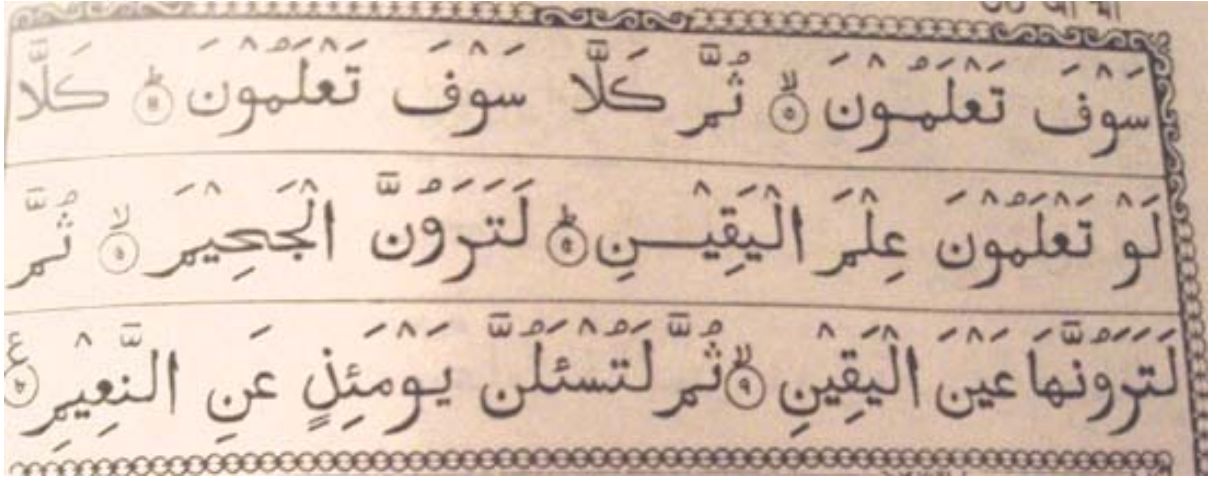 سَوْفَ تَعْلَمُوْنَ ۙ ثُمَّ كَلَّا سَوْفَ تَعْلَمُوْنَ ؕ كَلَّا
لَوْ تَعْلَمُوْنَ عِلْمَ الْيَقِيْنِ ؕ لَتَرَوُنَّ الْجَحِيْمَ ۙ ثُمَّ
لَتَرَوُنَّهَا عَيْنَ الْيَقِيْنِ ۙ ثُمَّ لَتُسْئَلُنَّ يَوْمَئِذٍ عَنِ النَّعِيْمِ